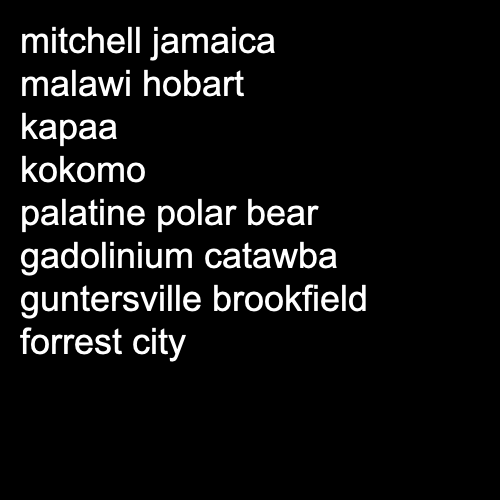 mitchell jamaica
malawi hobart
kapaa
kokomo
palatine polar bear
gadolinium catawba
guntersville brookfield
forrest city